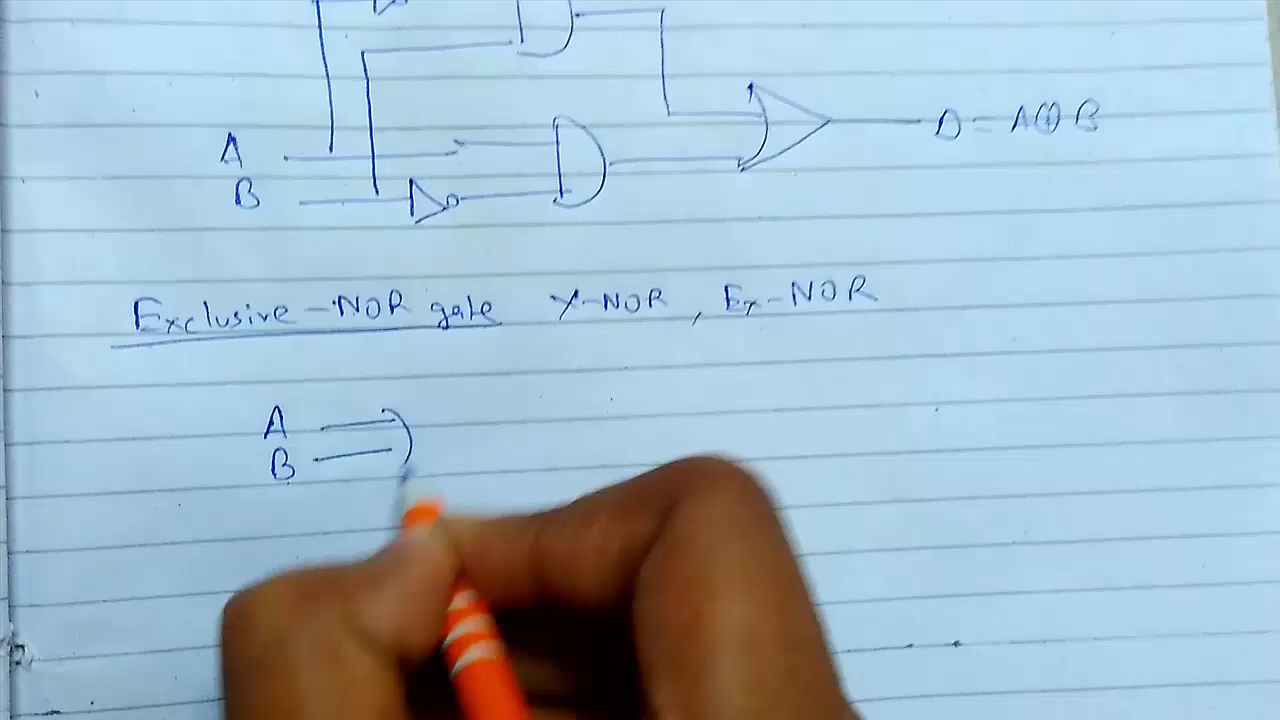 A
B
D = A⊕B
Exclusive-NOR gate X-NOR, Ex-NOR
A
B